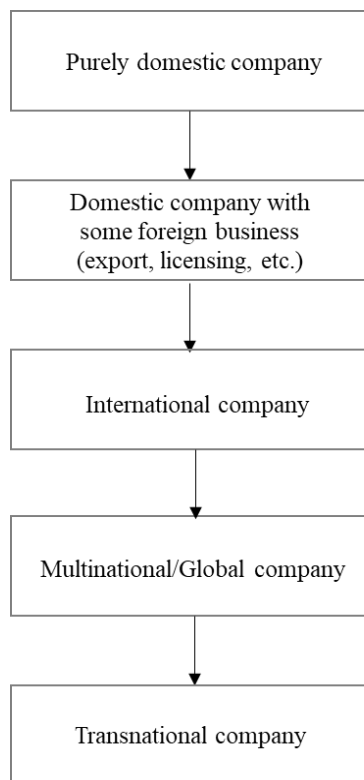 Purely domestic company
Domestic company with
some foreign business
(export, licensing, etc.)
International company
Multinational/Global company
Transnational company